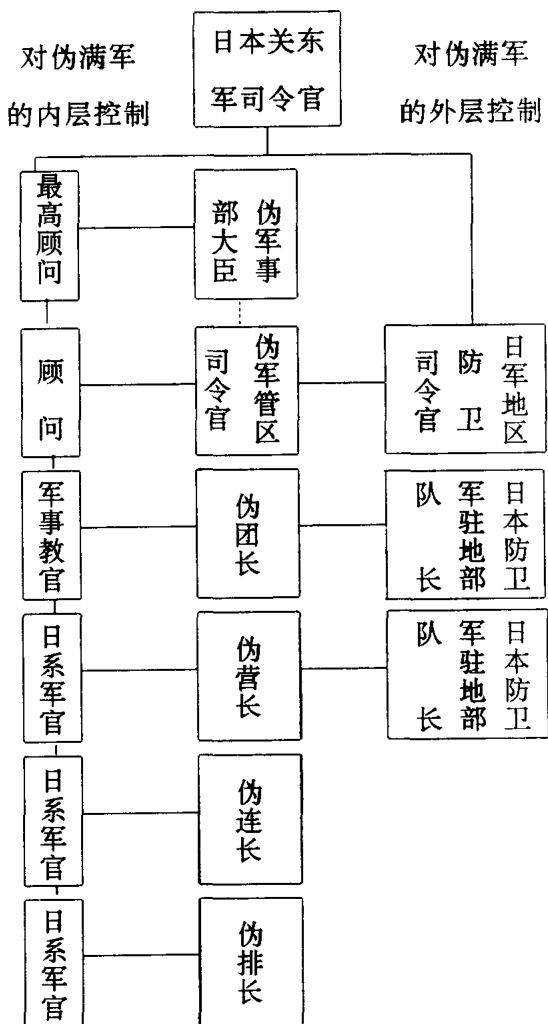 对伪满军
的内层控制
日本关东
军司令官
对伪满军
的外层控制
最高顾问
伪军事
部大臣
顾问
伪军管区
司令官
日军地区
防卫
司令官
军事教官
伪团长
日本防卫
军驻地部
队长
日系军官
伪营长
日本防卫
军驻地部
队长
日系军官
伪连长
日系军官
伪排长